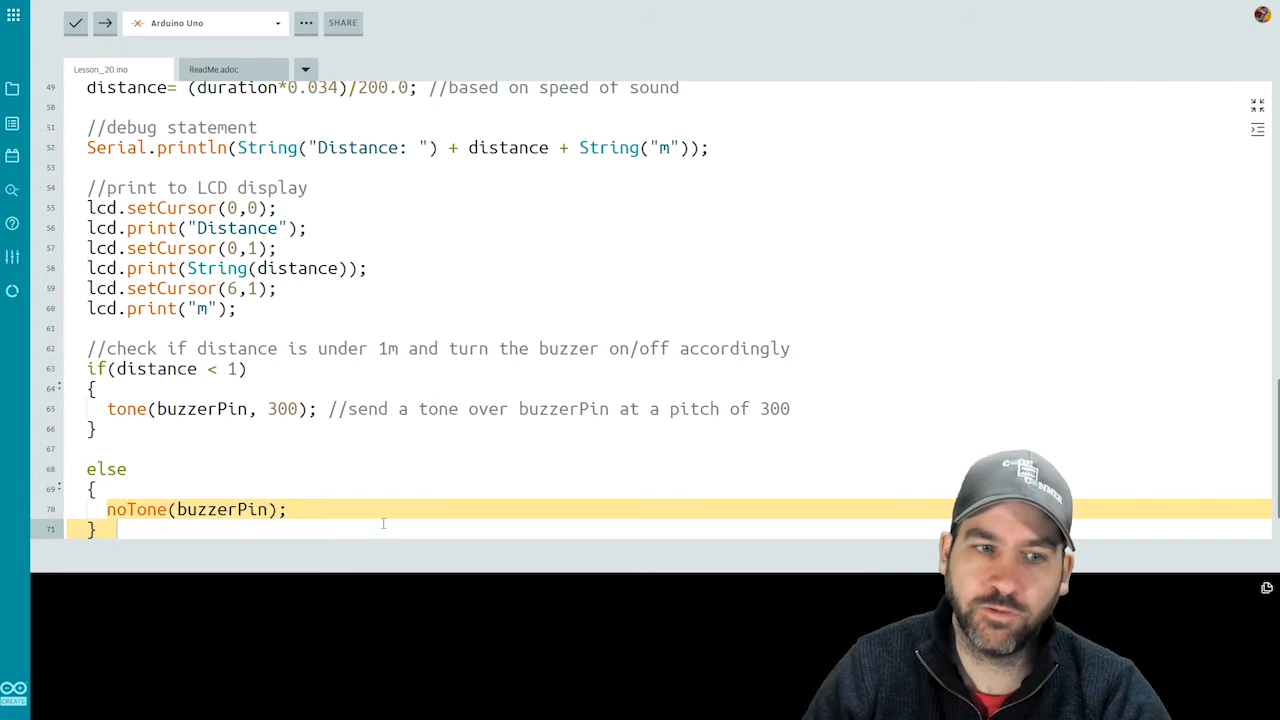 Arduino Uno
SHARE
Lesson_20.ino
ReadMe.adoc
49 distance= (duration*0.034)/200.0; //based on speed of sound
50
51 //debug statement
52 Serial.println(String("Distance: ") + distance + String("m"));
53
54 //print to LCD display
55 lcd.setCursor(0,0);
56 lcd.print("Distance");
57 lcd.setCursor(0,1);
58 lcd.print(String(distance));
59 lcd.setCursor(6,1);
60 lcd.print("m");
61
62 //check if distance is under 1m and turn the buzzer on/off accordingly
63 if(distance < 1)
64 {
65 tone(buzzerPin, 300); //send a tone over buzzerPin at a pitch of 300
66 }
67
68 else
69 {
70 noTone(buzzerPin);
71 }
CODE
WITH
CONNER
CREATE